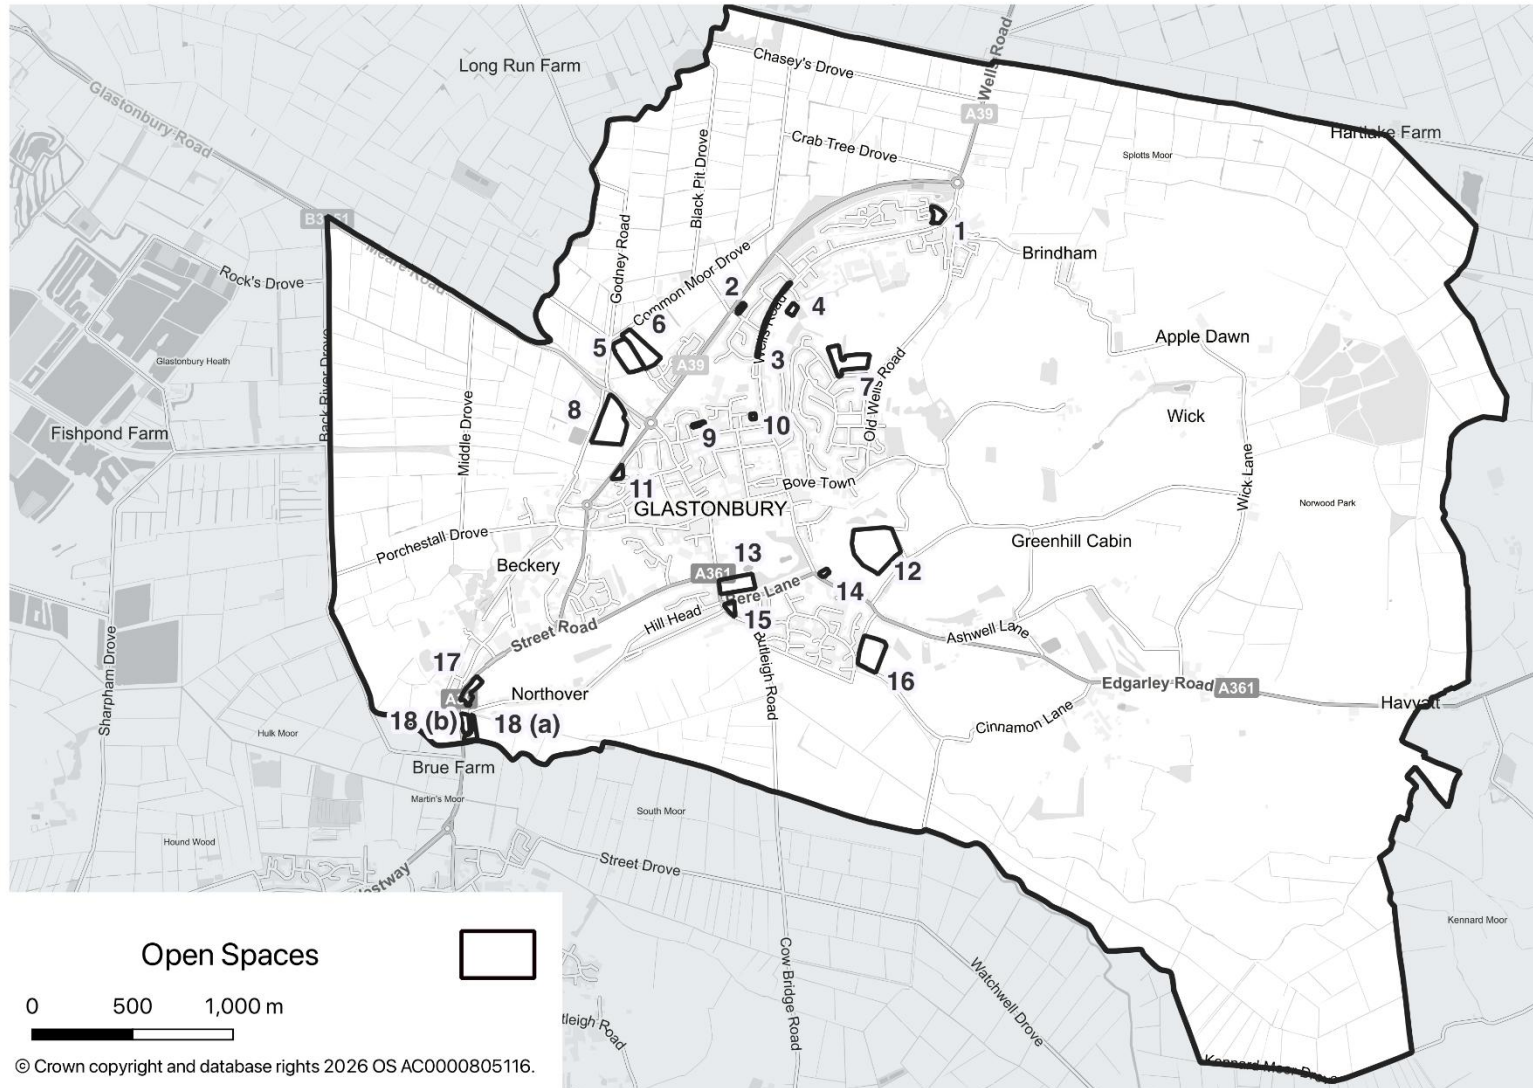 Long Run Farm
Chasey's Drove
Wells Road
A39
Glastonbury Road
Hartlake Farm
Crab Tree Drove
Splotts Moor
Black Pit Drove
B3151
Meare Road
Godney Road
1
Brindham
Rock's Drove
Common Moor Drove
2
4
6
5
Wells Road
3
A39
Apple Dawn
Glastonbury Heath
Back River Drove
7
Old Wells Road
8
Wick
Fishpond Farm
Middle Drove
9
10
Wick Lane
11
Bove Town
GLASTONBURY
Norwood Park
Porchestall Drove
Greenhill Cabin
Beckery
13
A361
12
Bere Lane
14
Hill Head
15
Street Road
Ashwell Lane
Sharpham Drove
17
16
Northover
Edgarley Road
A361
Havyatt
18 (b)
18 (a)
Cinnamon Lane
Hulk Moor
Brue Farm
Martin's Moor
South Moor
Hound Wood
Street Drove
Kennard Moor
Open Spaces
Cow Bridge Road
Watchwell Drove
0 500 1,000 m
Kennard Moor Drove
© Crown copyright and database rights 2026 OS AC0000805116.